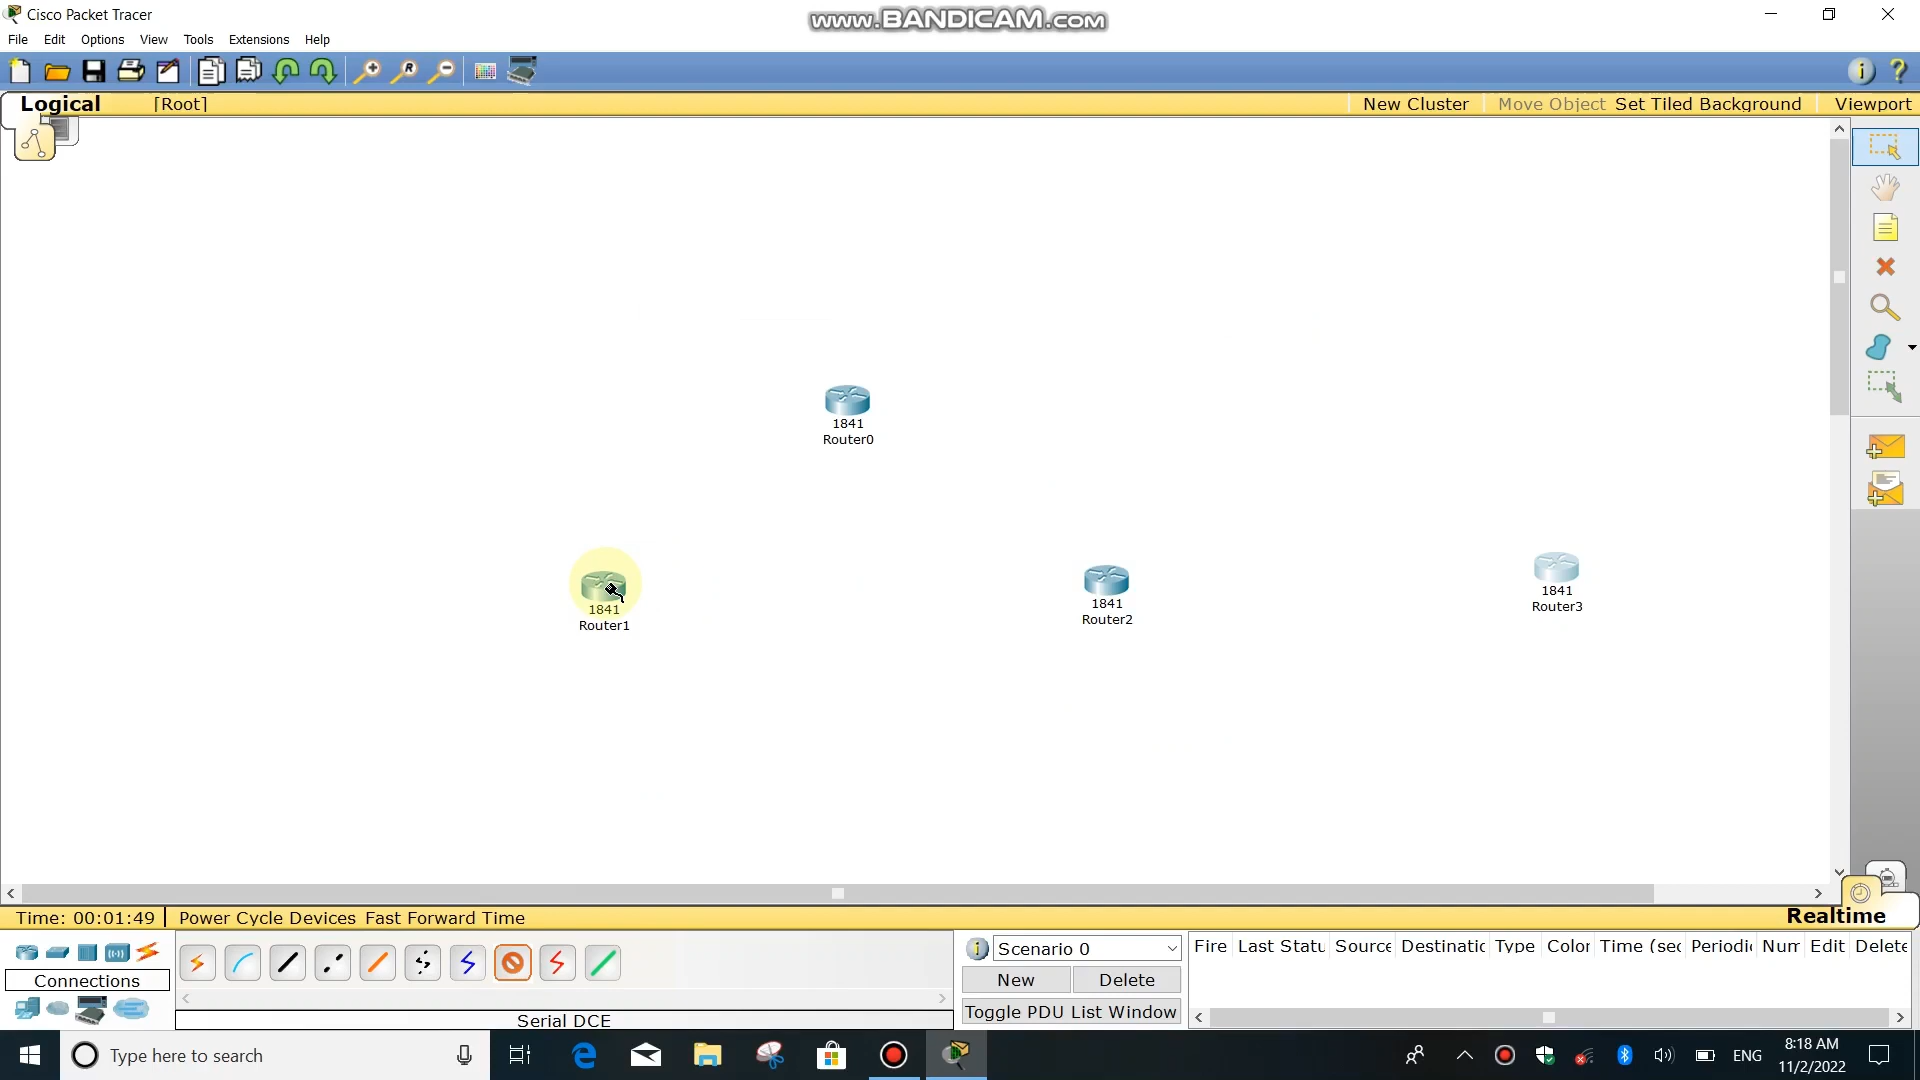 Cisco Packet Tracer
www.BANDICAM.com
File Edit Options View Tools Extensions Help
Logical [Root] New Cluster Move Object Set Tiled Background Viewport
1841
Router0
1841
Router1
1841
Router2
1841
Router3
Time: 00:01:49 Power Cycle Devices Fast Forward Time Realtime
Connections
Serial DCE
Scenario 0
New Delete
Toggle PDU List Window
Fire Last Statu Source Destinatic Type Color Time (sec Periodi Num Edit Delete
Type here to search
ENG
8:18 AM
11/2/2022